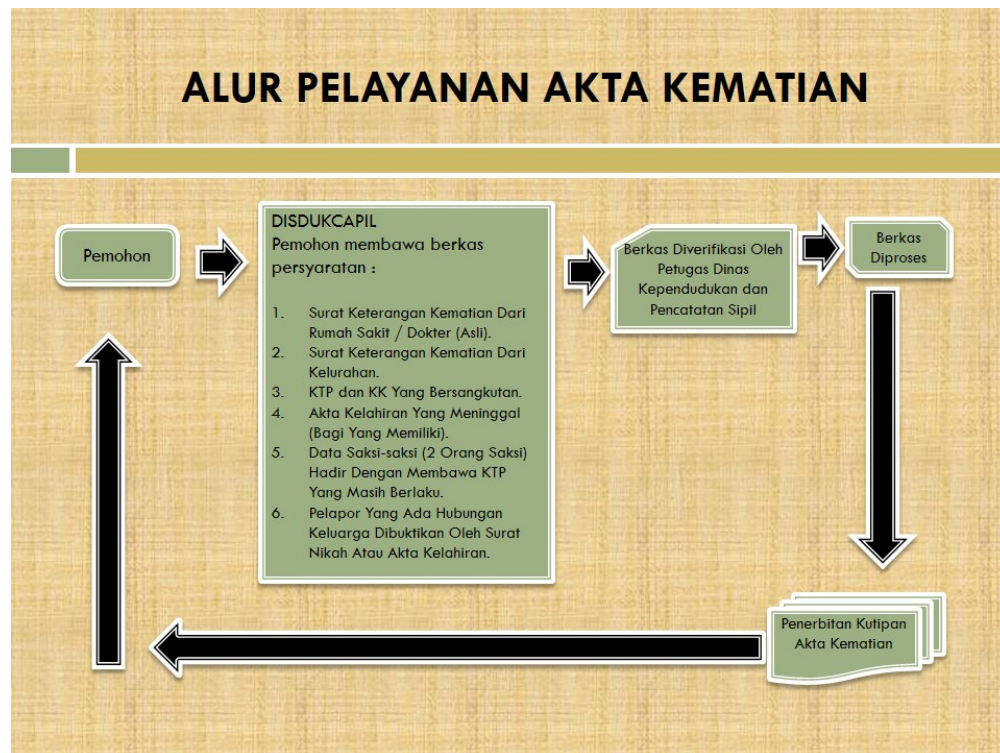 ALUR PELAYANAN AKTA KEMATIAN
Pemohon
DISDUKCAPIL
Pemohon membawa berkas
persyaratan :
1. Surat Keterangan Kematian Dari
Rumah Sakit / Dokter (Asli).
2. Surat Keterangan Kematian Dari
Kelurahan.
3. KTP dan KK Yang Bersangkutan.
4. Akta Kelahiran Yang Meninggal
(Bagi Yang Memiliki).
5. Data Saksi-saksi (2 Orang Saksi)
Hadir Dengan Membawa KTP
Yang Masih Berlaku.
6. Pelapor Yang Ada Hubungan
Keluarga Dibuktikan Oleh Surat
Nikah Atau Akta Kelahiran.
Berkas Diverifikasi Oleh
Petugas Dinas
Kependudukan dan
Pencatatan Sipil
Berkas
Diproses
Penerbitan Kutipan
Akta Kematian